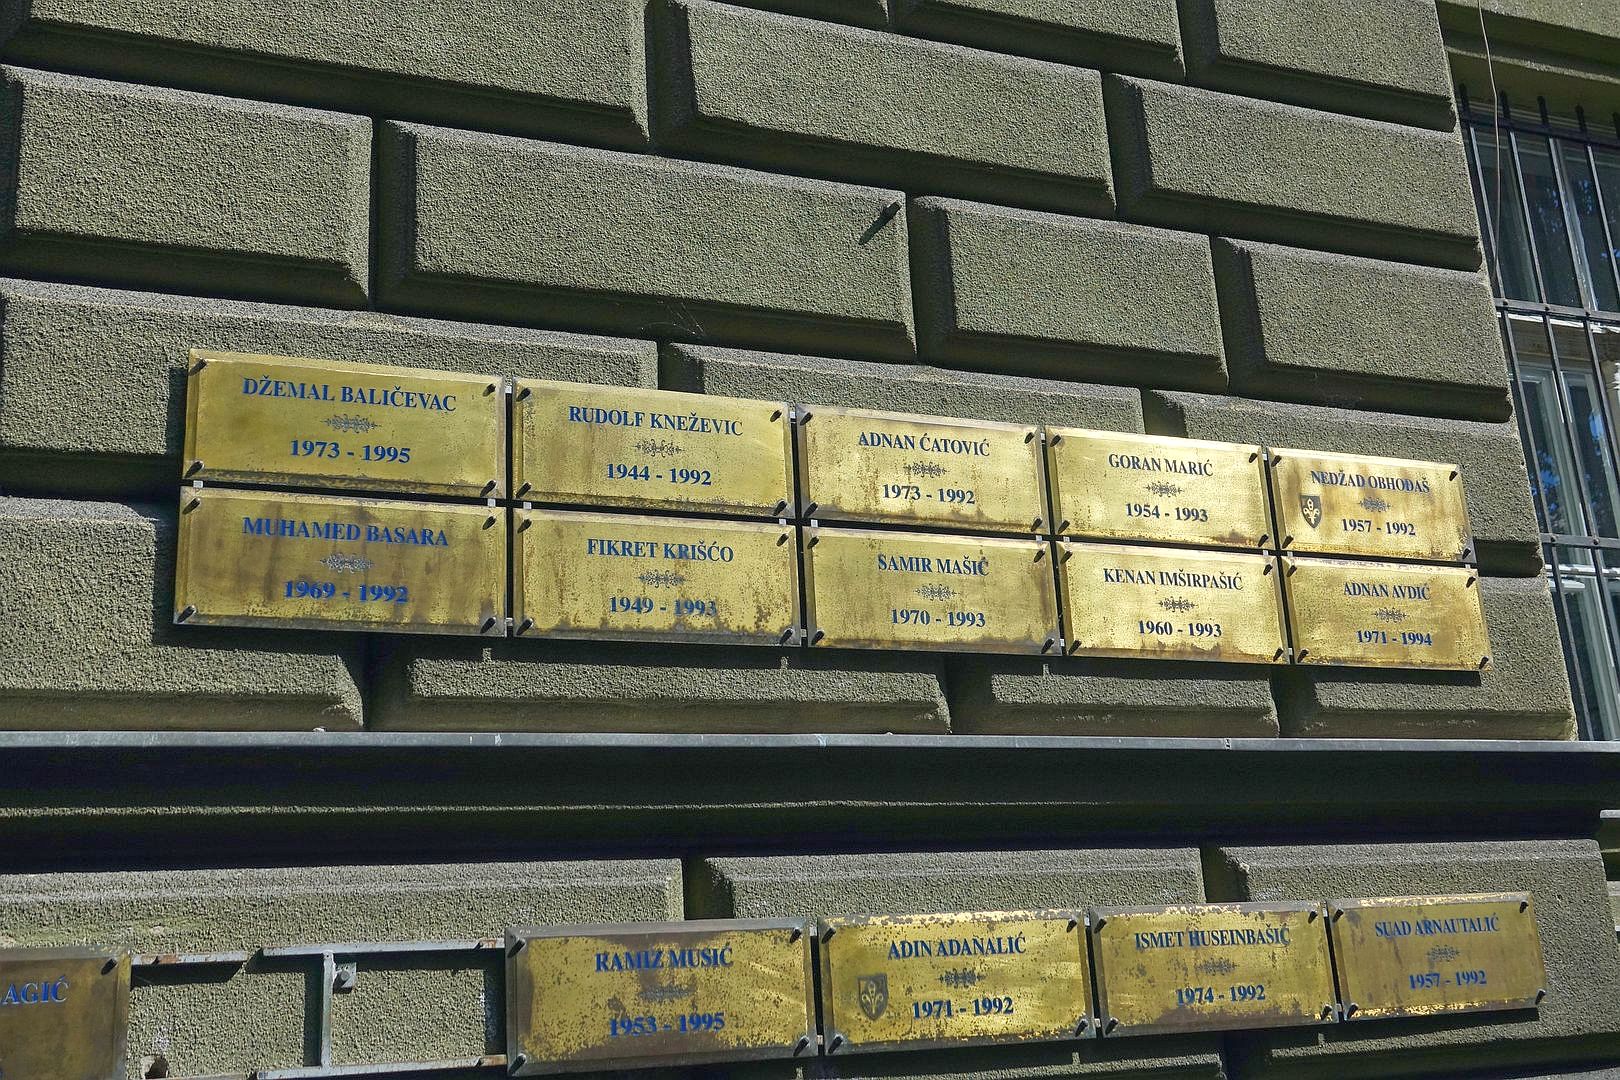 DŽEMAL BALIČEVAC
1973 - 1995
RUDOLF KNEŽEVIC
1944 - 1992
ADNAN ĆATOVIĆ
1973 - 1992
GORAN MARIĆ
1954 - 1993
NEDŽAD OBHOĐAŠ
1957 - 1992
MUHAMED BASARA
1969 - 1992
FIKRET KRIŠĆO
1949 - 1993
SAMIR MAŠIĆ
1970 - 1993
KENAN IMŠIRPAŠIĆ
1960 - 1993
ADNAN AVDIĆ
1971 - 1994
AGIĆ
RAMIZ MUSIĆ
1953 - 1995
ADIN ADANALIĆ
1971 - 1992
ISMET HUSEINBAŠIĆ
1974 - 1992
SUAD ARNAUTALIĆ
1957 - 1992